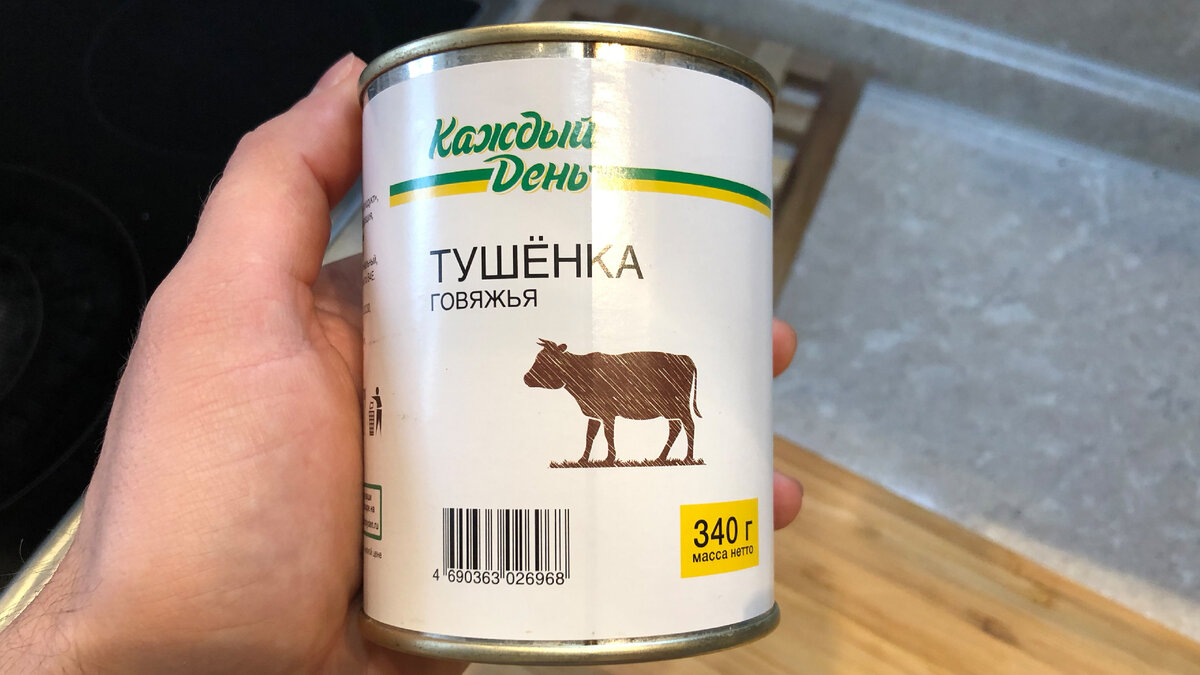 Каждый
День
ТУШЁНКА
ГОВЯЖЬЯ
340 г
масса нетто
4 690363 026968